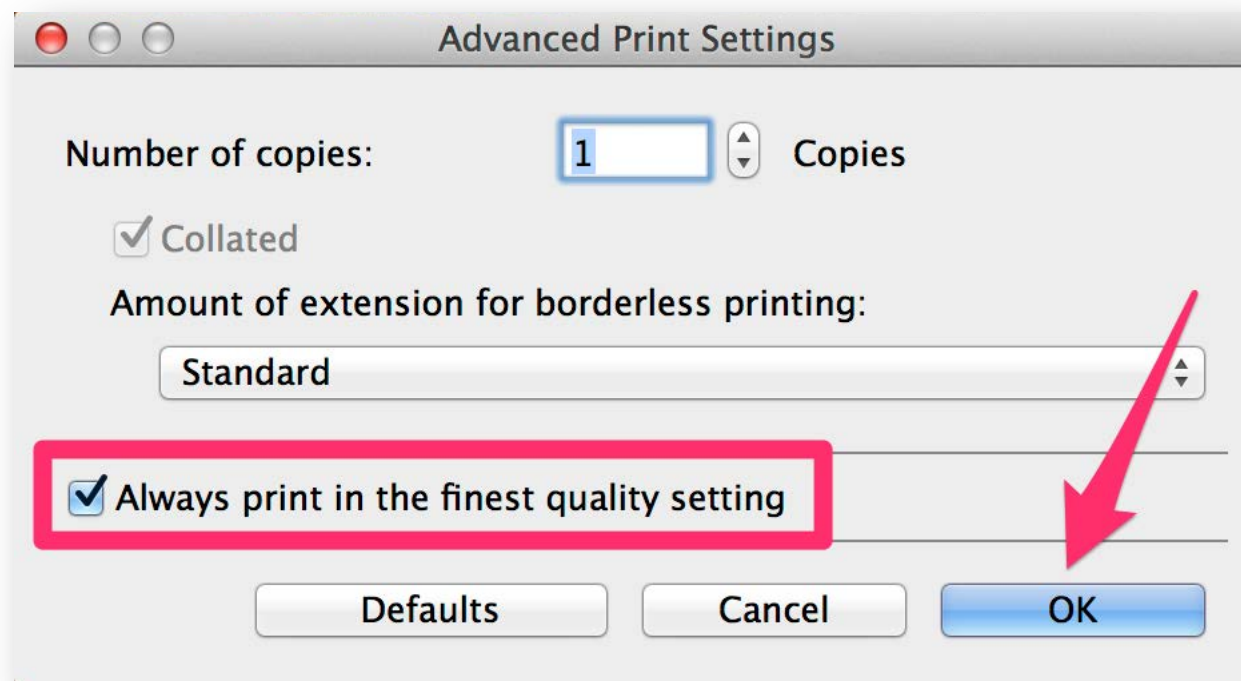 Advanced Print Settings
Number of copies: 1 Copies
Collated
Amount of extension for borderless printing:
Standard
Always print in the finest quality setting
Defaults Cancel OK